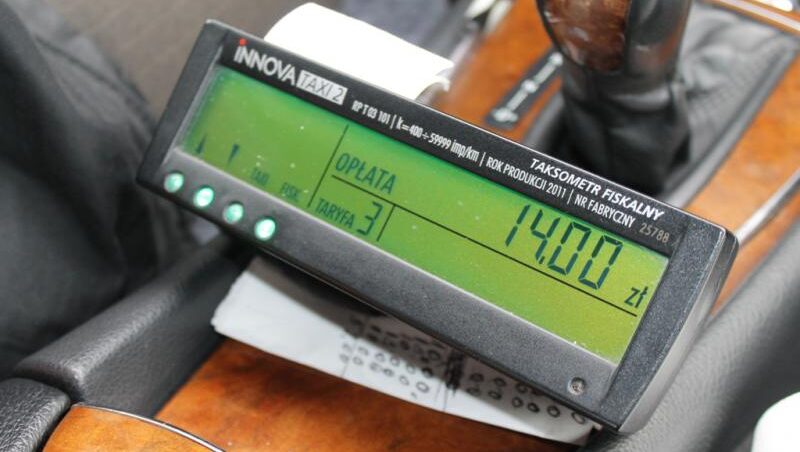 iNNOVA TAXI 2 RP T 03 101 | k=400÷59999 imp/km | ROK PRODUKCJI 2011 | NR FABRYCZNY 25788
TAKSOMETR FISKALNY
OPŁATA
14.00 zł
TAXI FISK. TARYFA 3